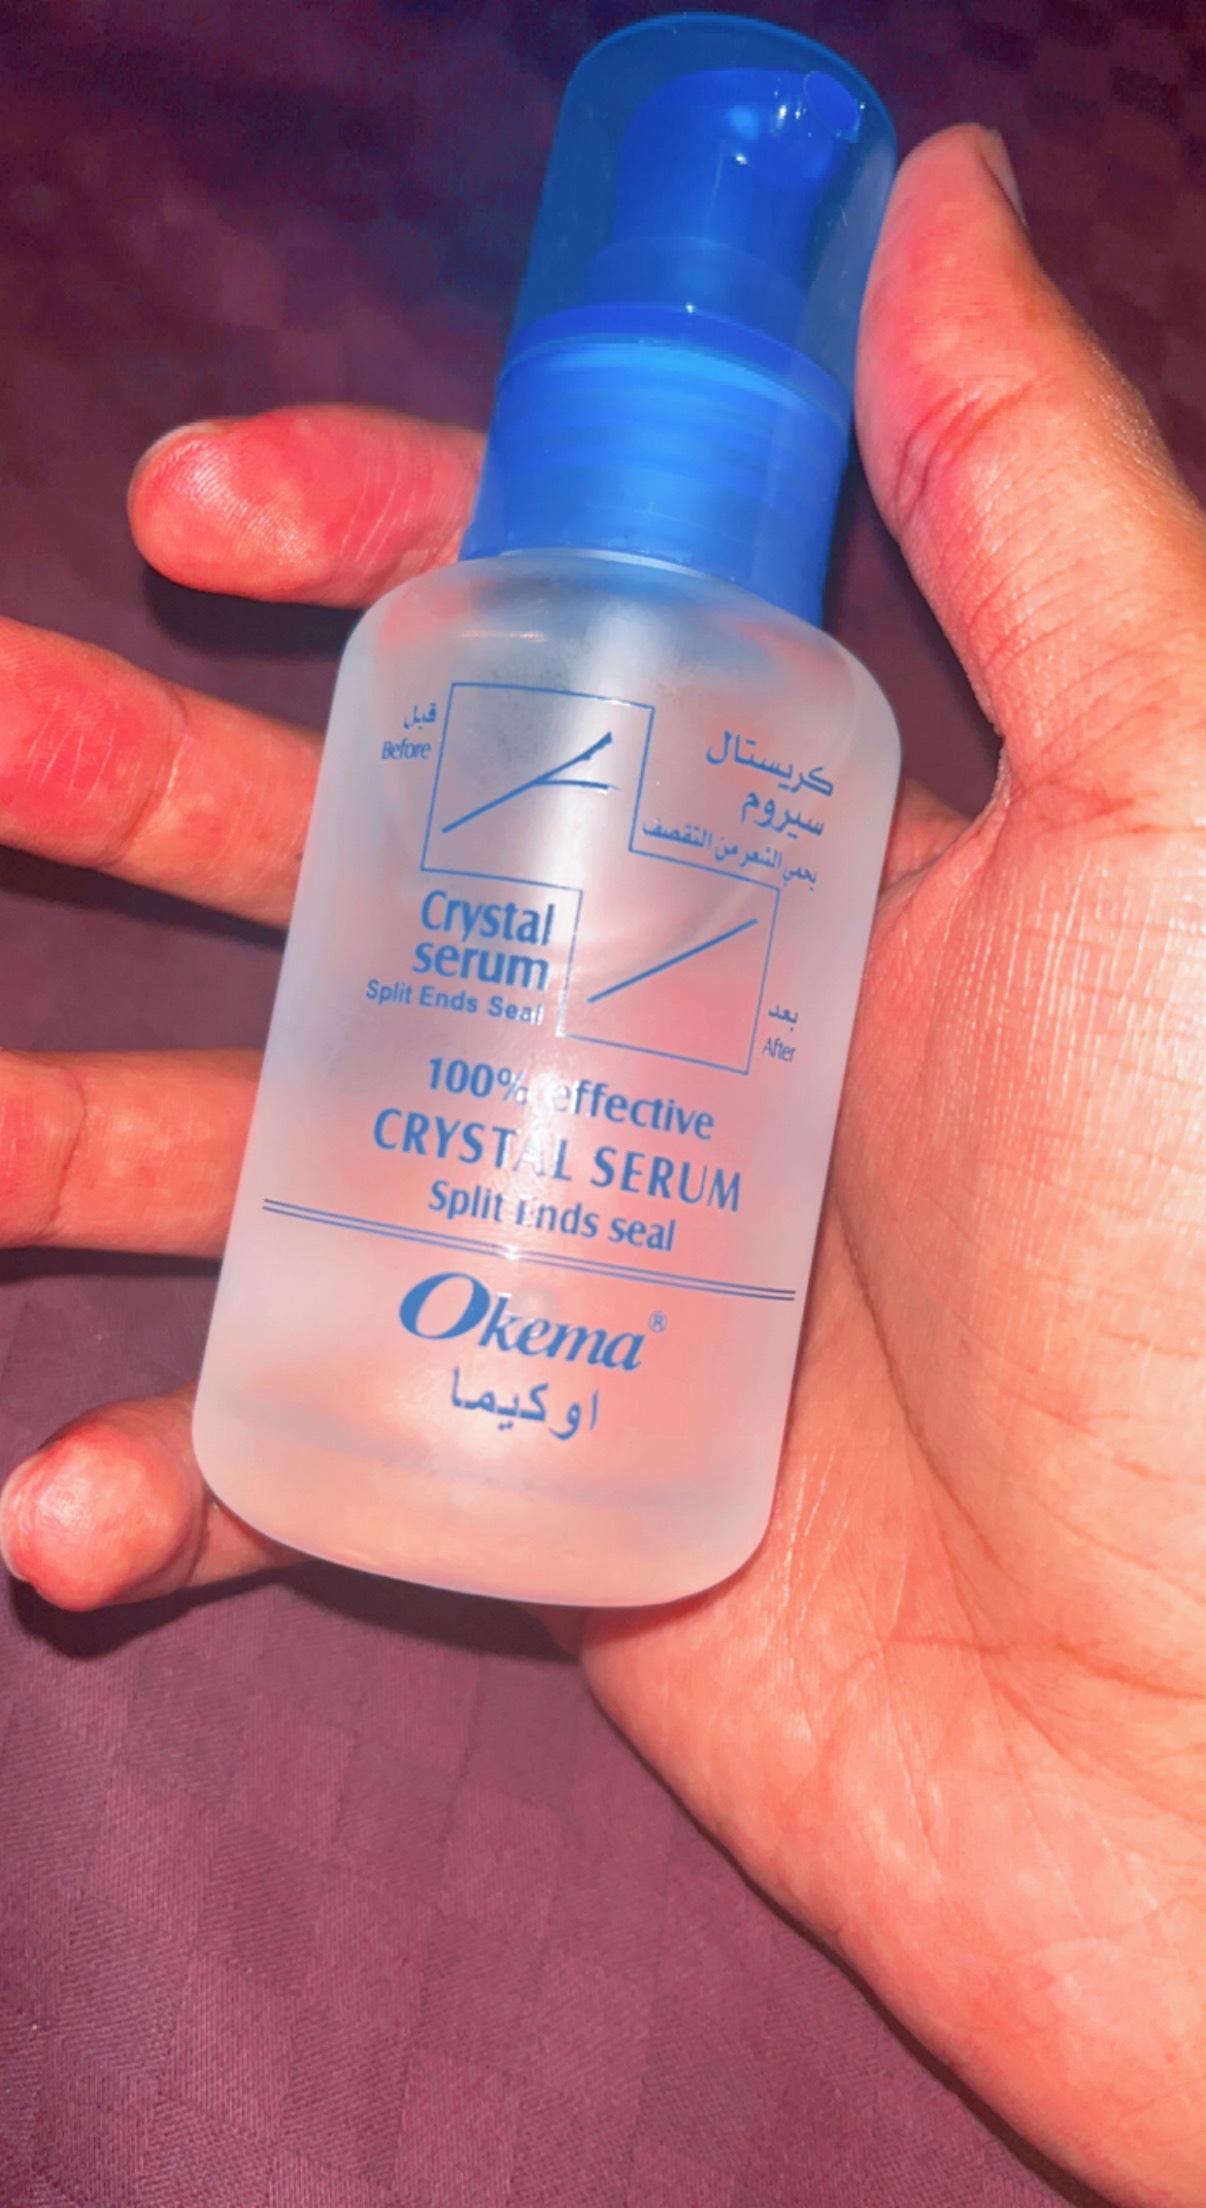 قبل
Before
كريستال
سيروم
يحمي الشعر من التقصف
Crystal
serum
Split Ends Seal
بعد
After
100% effective
CRYSTAL SERUM
Split Ends seal
Okema®
اوكيما